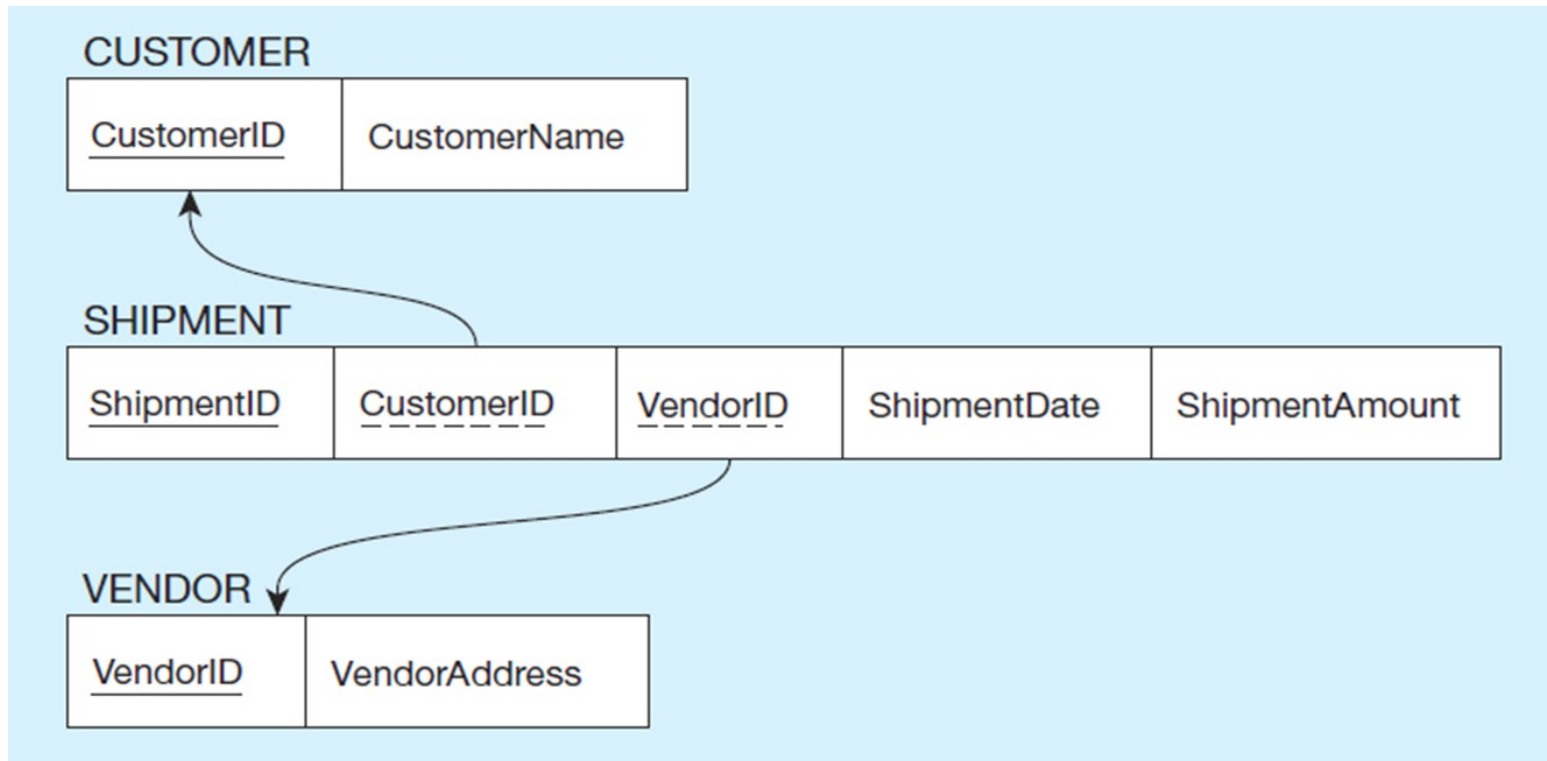 CUSTOMER
CustomerID CustomerName
SHIPMENT
ShipmentID CustomerID VendorID ShipmentDate ShipmentAmount
VENDOR
VendorID VendorAddress